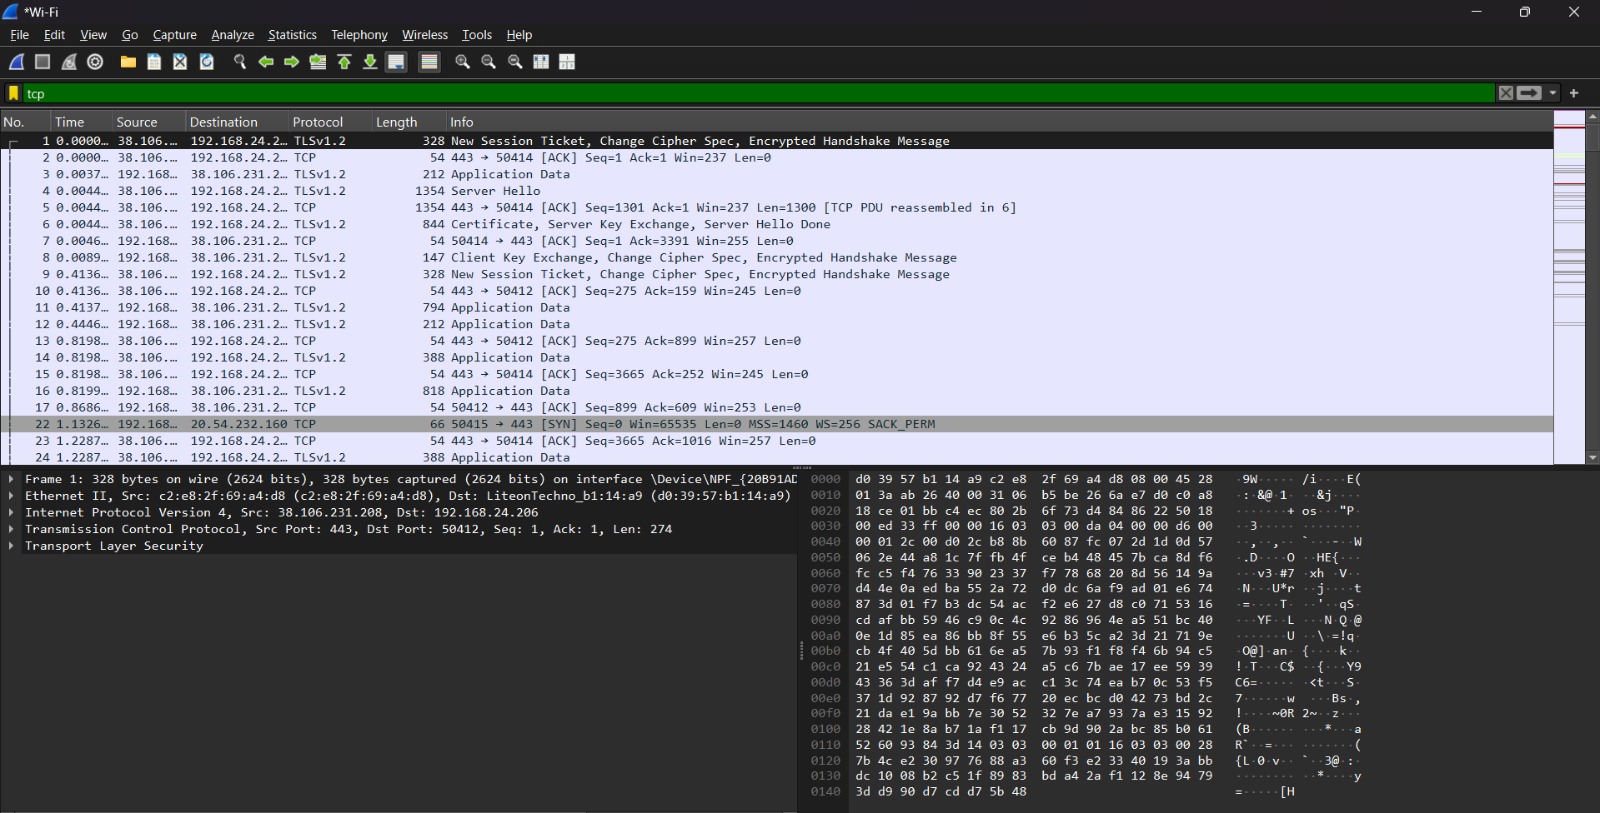 *Wi-Fi
File Edit View Go Capture Analyze Statistics Telephony Wireless Tools Help
tcp
No. Time Source Destination Protocol Length Info
1 0.0000… 38.106.… 192.168.24.2… TLSv1.2 328 New Session Ticket, Change Cipher Spec, Encrypted Handshake Message
2 0.0000… 38.106.… 192.168.24.2… TCP 54 443 → 50414 [ACK] Seq=1 Ack=1 Win=237 Len=0
3 0.0037… 192.168… 38.106.231.2… TLSv1.2 212 Application Data
4 0.0044… 38.106.… 192.168.24.2… TLSv1.2 1354 Server Hello
5 0.0044… 38.106.… 192.168.24.2… TCP 1354 443 → 50414 [ACK] Seq=1301 Ack=1 Win=237 Len=1300 [TCP PDU reassembled in 6]
6 0.0044… 38.106.… 192.168.24.2… TLSv1.2 844 Certificate, Server Key Exchange, Server Hello Done
7 0.0046… 192.168… 38.106.231.2… TCP 54 50414 → 443 [ACK] Seq=1 Ack=3391 Win=255 Len=0
8 0.0089… 192.168… 38.106.231.2… TLSv1.2 147 Client Key Exchange, Change Cipher Spec, Encrypted Handshake Message
9 0.4136… 38.106.… 192.168.24.2… TLSv1.2 328 New Session Ticket, Change Cipher Spec, Encrypted Handshake Message
10 0.4136… 38.106.… 192.168.24.2… TCP 54 443 → 50412 [ACK] Seq=275 Ack=159 Win=245 Len=0
11 0.4137… 192.168… 38.106.231.2… TLSv1.2 794 Application Data
12 0.4446… 192.168… 38.106.231.2… TLSv1.2 212 Application Data
13 0.8198… 38.106.… 192.168.24.2… TCP 54 443 → 50412 [ACK] Seq=275 Ack=899 Win=257 Len=0
14 0.8198… 38.106.… 192.168.24.2… TLSv1.2 388 Application Data
15 0.8198… 38.106.… 192.168.24.2… TCP 54 443 → 50414 [ACK] Seq=3665 Ack=252 Win=245 Len=0
16 0.8199… 192.168… 38.106.231.2… TLSv1.2 818 Application Data
17 0.8686… 192.168… 38.106.231.2… TCP 54 50412 → 443 [ACK] Seq=899 Ack=609 Win=253 Len=0
22 1.1326… 192.168… 20.54.232.160 TCP 66 50415 → 443 [SYN] Seq=0 Win=65535 Len=0 MSS=1460 WS=256 SACK_PERM
23 1.2287… 38.106.… 192.168.24.2… TCP 54 443 → 50414 [ACK] Seq=3665 Ack=1016 Win=257 Len=0
24 1.2287… 38.106.… 192.168.24.2… TLSv1.2 388 Application Data
Frame 1: 328 bytes on wire (2624 bits), 328 bytes captured (2624 bits) on interface \Device\NPF_{20B91AD
Ethernet II, Src: c2:e8:2f:69:a4:d8 (c2:e8:2f:69:a4:d8), Dst: LiteonTechno_b1:14:a9 (d0:39:57:b1:14:a9)
Internet Protocol Version 4, Src: 38.106.231.208, Dst: 192.168.24.206
Transmission Control Protocol, Src Port: 443, Dst Port: 50412, Seq: 1, Ack: 1, Len: 274
Transport Layer Security
0000 d0 39 57 b1 14 a9 c2 e8 2f 69 a4 d8 08 00 45 28 ·9W····· /i····E(
0010 01 3a ab 26 40 00 31 06 b5 be 26 6a e7 d0 c0 a8 ·:·&@·1· ··&j····
0020 18 ce 01 bb c4 ec 80 2b 6f 73 d4 84 86 22 50 18 ·······+ os···"P·
0030 00 ed 33 ff 00 00 16 03 03 00 da 04 00 00 d6 00 ··3····· ········
0040 00 01 2c 00 d0 2c b8 8b 60 87 fc 07 2d 1d 0d 57 ··,··,·· `···-··W
0050 06 2e 44 a8 1c 7f fb 4f ce b4 48 45 7b ca 8d f6 ·.D····O ··HE{···
0060 fc c5 f4 76 33 90 23 37 f7 78 68 20 8d 56 14 9a ···v3·#7 ·xh ·V··
0070 d4 4e 0a ed ba 55 2a 72 d0 dc 6a f9 ad 01 e6 74 ·N···U*r ··j····t
0080 87 3d 01 f7 b3 dc 54 ac f2 e6 27 d8 c0 71 53 16 ·=····T· ··'··qS·
0090 cd af bb 59 46 c9 0c 4c 92 86 96 4e a5 51 bc 40 ···YF··L ···N·Q·@
00a0 0e 1d 85 ea 86 bb 8f 55 e6 b3 5c a2 3d 21 71 9e ·······U ··\·=!q·
00b0 cb 4f 40 5d bb 61 6e a5 7b 93 f1 f8 f4 6b 94 c5 ·O@]·an· {····k··
00c0 21 e5 54 c1 ca 92 43 24 a5 c6 7b ae 17 ee 59 39 !·T···C$ ··{···Y9
00d0 43 36 3d af f7 d4 e9 ac c1 3c 74 ea b7 0c 53 f5 C6=····· ·<t···S·
00e0 37 1d 92 87 92 d7 f6 77 20 ec bc d0 42 73 bd 2c 7······w ···Bs·,
00f0 21 da e1 9a bb 7e 30 52 32 7e a7 93 7a e3 15 92 !····~0R 2~··z···
0100 28 42 1e 8a b7 1a f1 17 cb 9d 90 2a bc 85 b0 61 (B······ ···*···a
0110 52 60 93 84 3d 14 03 03 00 01 01 16 03 03 00 28 R`··=··· ·······(
0120 7b 4c e2 30 97 76 88 a3 60 f3 e2 33 40 19 3a bb {L·0·v·· `··3@·:·
0130 dc 10 08 b2 c5 1f 89 83 bd a4 2a f1 12 8e 94 79 ········ ··*····y
0140 3d d9 90 d7 cd d7 5b 48 =·····[H